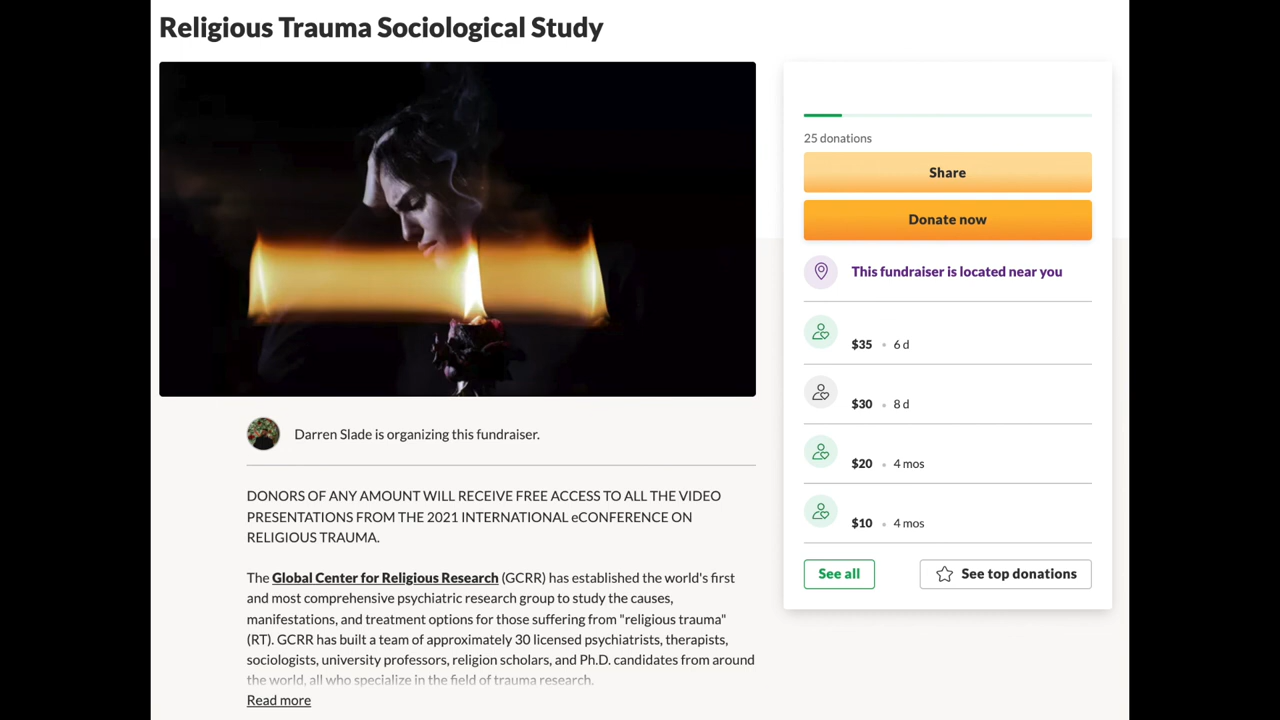 Religious Trauma Sociological Study
25 donations
Share
Donate now
This fundraiser is located near you
$35 • 6 d
$30 • 8 d
$20 • 4 mos
$10 • 4 mos
See all
See top donations
Darren Slade is organizing this fundraiser.
DONORS OF ANY AMOUNT WILL RECEIVE FREE ACCESS TO ALL THE VIDEO
PRESENTATIONS FROM THE 2021 INTERNATIONAL eCONFERENCE ON
RELIGIOUS TRAUMA.
The Global Center for Religious Research (GCRR) has established the world's first
and most comprehensive psychiatric research group to study the causes,
manifestations, and treatment options for those suffering from "religious trauma"
(RT). GCRR has built a team of approximately 30 licensed psychiatrists, therapists,
sociologists, university professors, religion scholars, and Ph.D. candidates from around
the world, all who specialize in the field of trauma research.
Read more